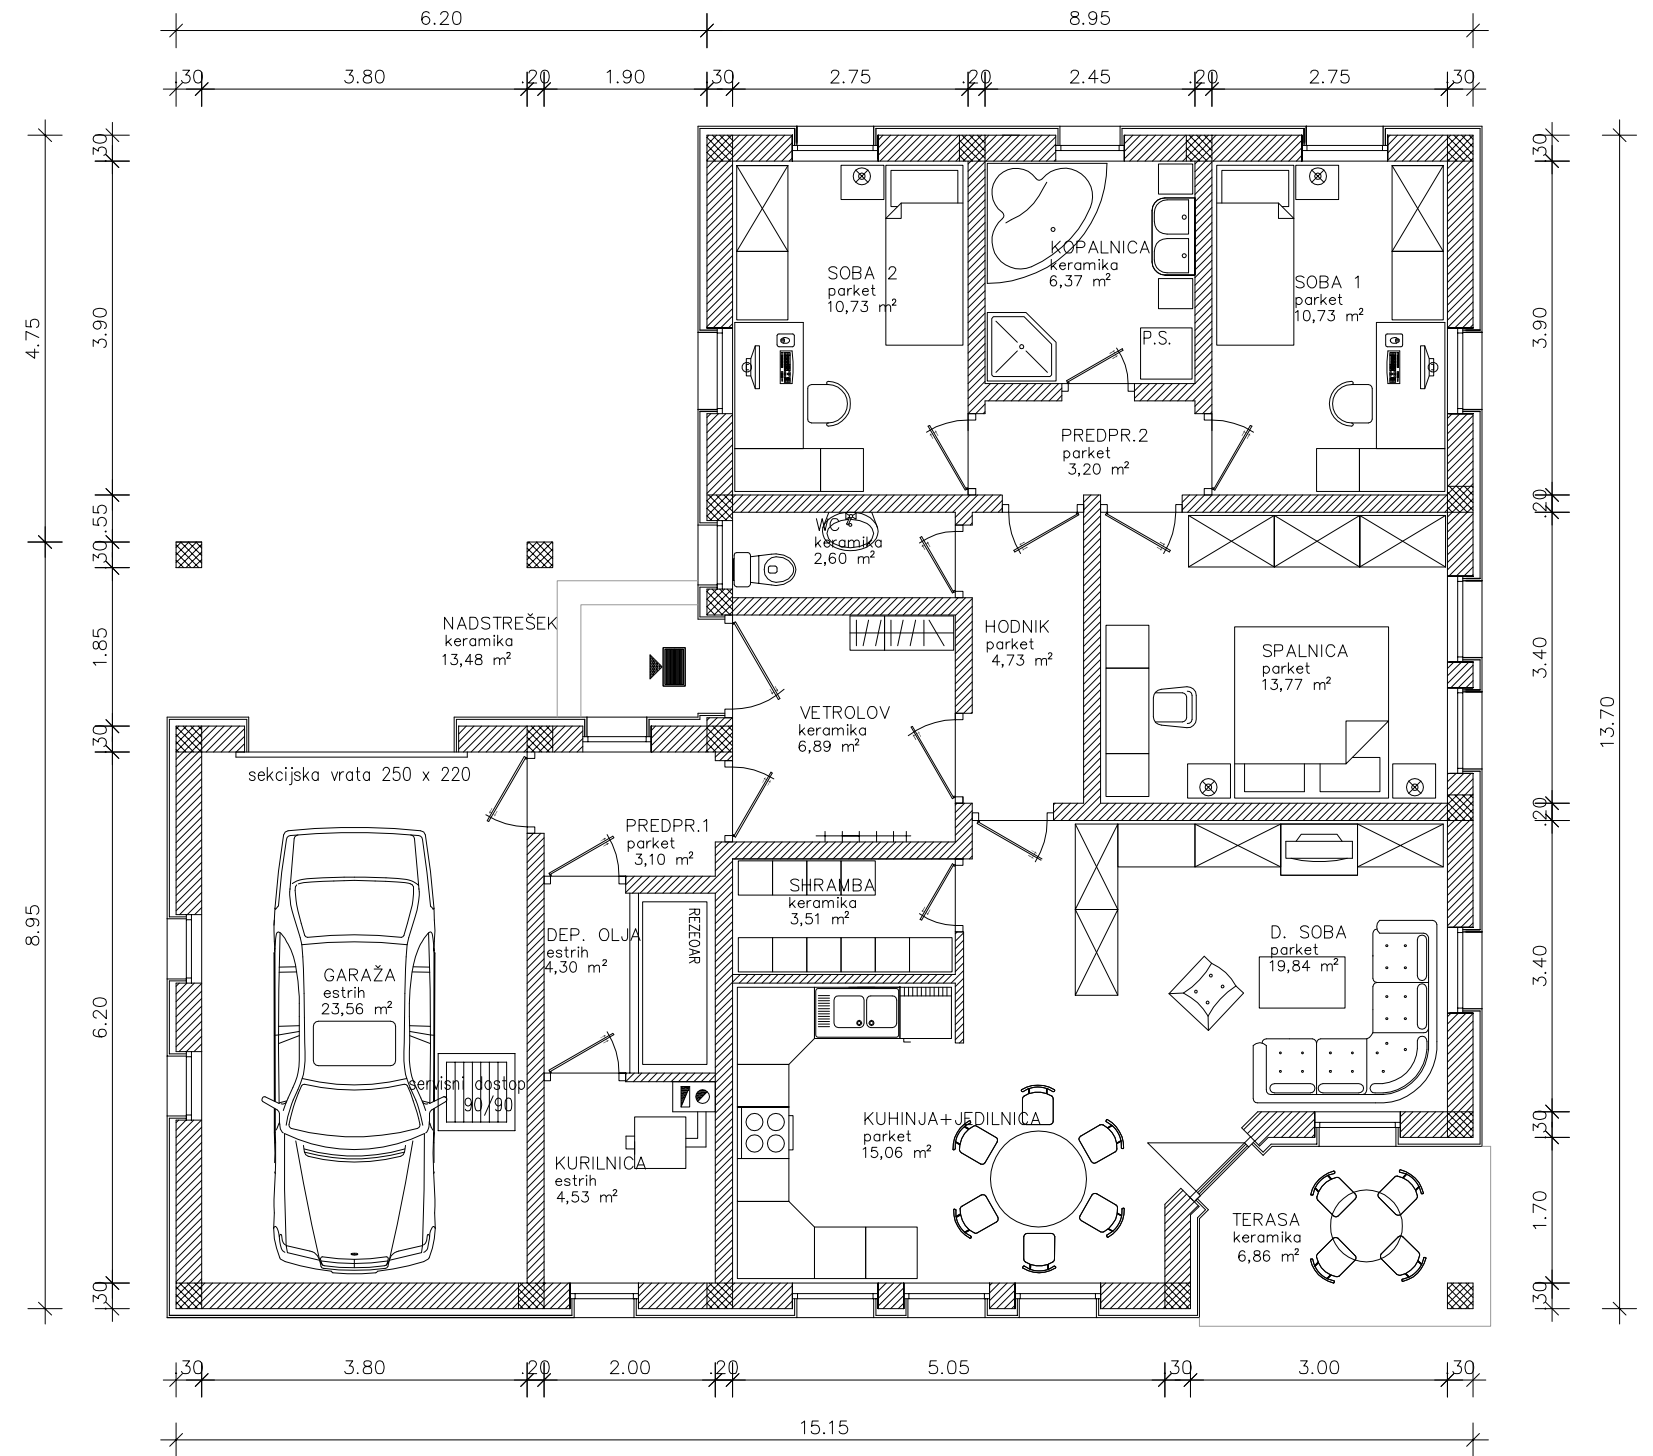 6.20
8.95
.30
3.80
.20
1.90
.30
2.75
.20
2.45
.20
2.75
.30
.30
3.90
4.75
.55
.30
1.85
.30
8.95
6.20
.30
SOBA 2
parket
10,73 m²
KOPALNICA
keramika
6,37 m²
P.S.
SOBA 1
parket
10,73 m²
PREDPR.2
parket
3,20 m²
WC
keramika
2,60 m²
NADSTREŠEK
keramika
13,48 m²
HODNIK
parket
4,73 m²
SPALNICA
parket
13,77 m²
VETROLOV
keramika
6,89 m²
sekcijska vrata 250 x 220
PREDPR.1
parket
3,10 m²
SHRAMBA
keramika
3,51 m²
DEP. OLJA
estrih
4,30 m²
REZEOAR
D. SOBA
parket
19,84 m²
GARAŽA
estrih
23,56 m²
servisni dostop
90/90
KUHINJA+JEDILNICA
parket
15,06 m²
KURILNICA
estrih
4,53 m²
TERASA
keramika
6,86 m²
.30
3.90
.20
3.40
.20
3.40
.30
1.70
.30
13.70
.30
3.80
.20
2.00
.20
5.05
.30
3.00
.30
15.15